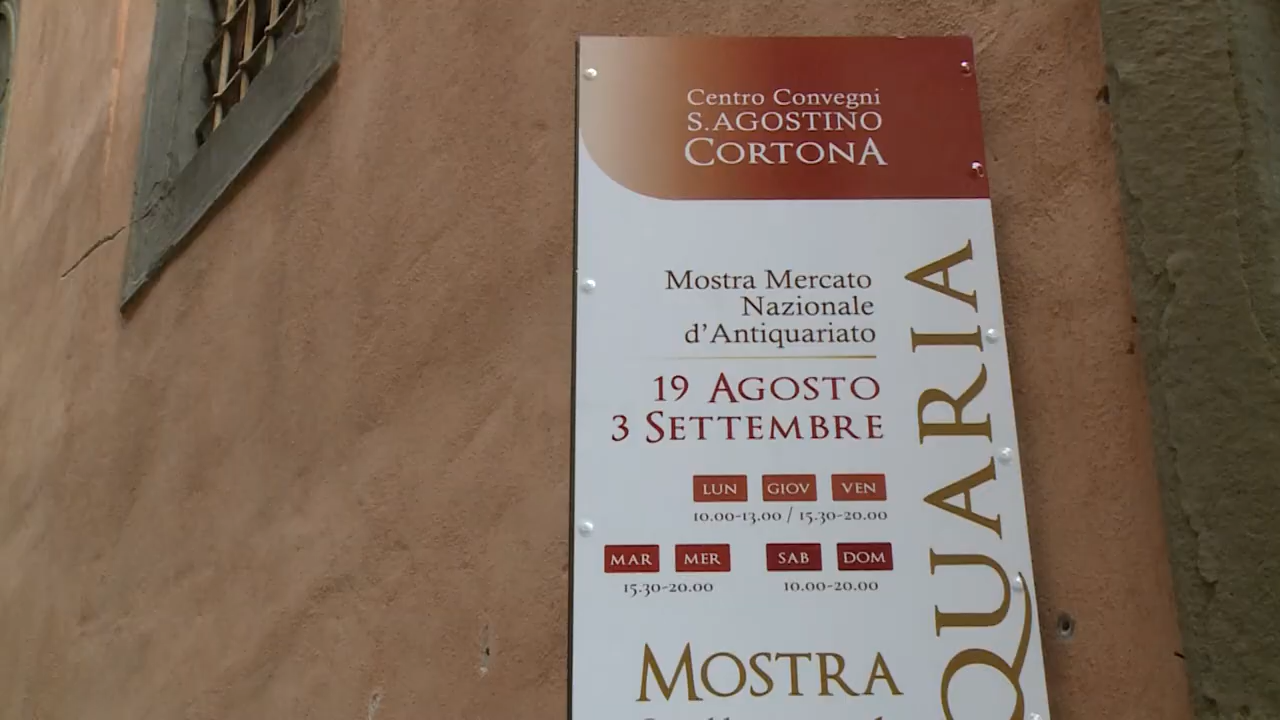 Centro Convegni
S.AGOSTINO
CORTONA
Mostra Mercato
Nazionale
d'Antiquariato
19 AGOSTO
3 SETTEMBRE
LUN GIOV VEN
10.00-13.00 / 15.30-20.00
MAR MER SAB DOM
15.30-20.00 10.00-20.00
MOSTRA
QUARIA